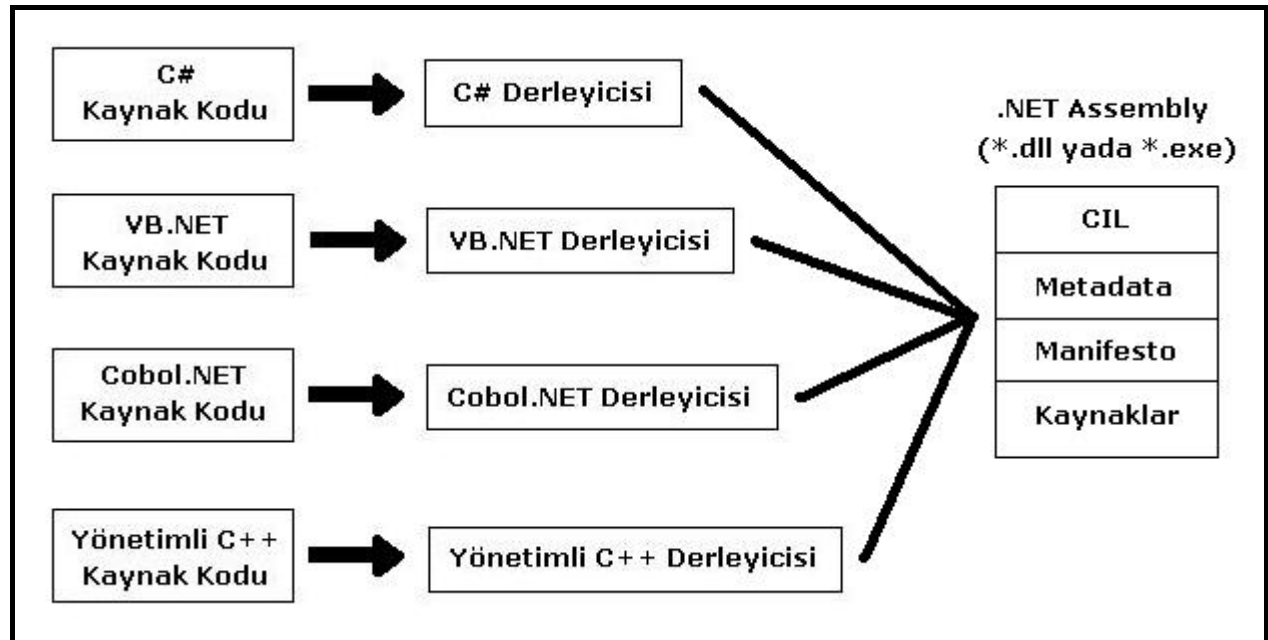 C#
Kaynak Kodu
C# Derleyicisi
.NET Assembly
(*.dll yada *.exe)
VB.NET
Kaynak Kodu
VB.NET Derleyicisi
Cobol.NET
Kaynak Kodu
Cobol.NET Derleyicisi
Yönetimli C++
Kaynak Kodu
Yönetimli C++ Derleyicisi
CIL
Metadata
Manifesto
Kaynaklar